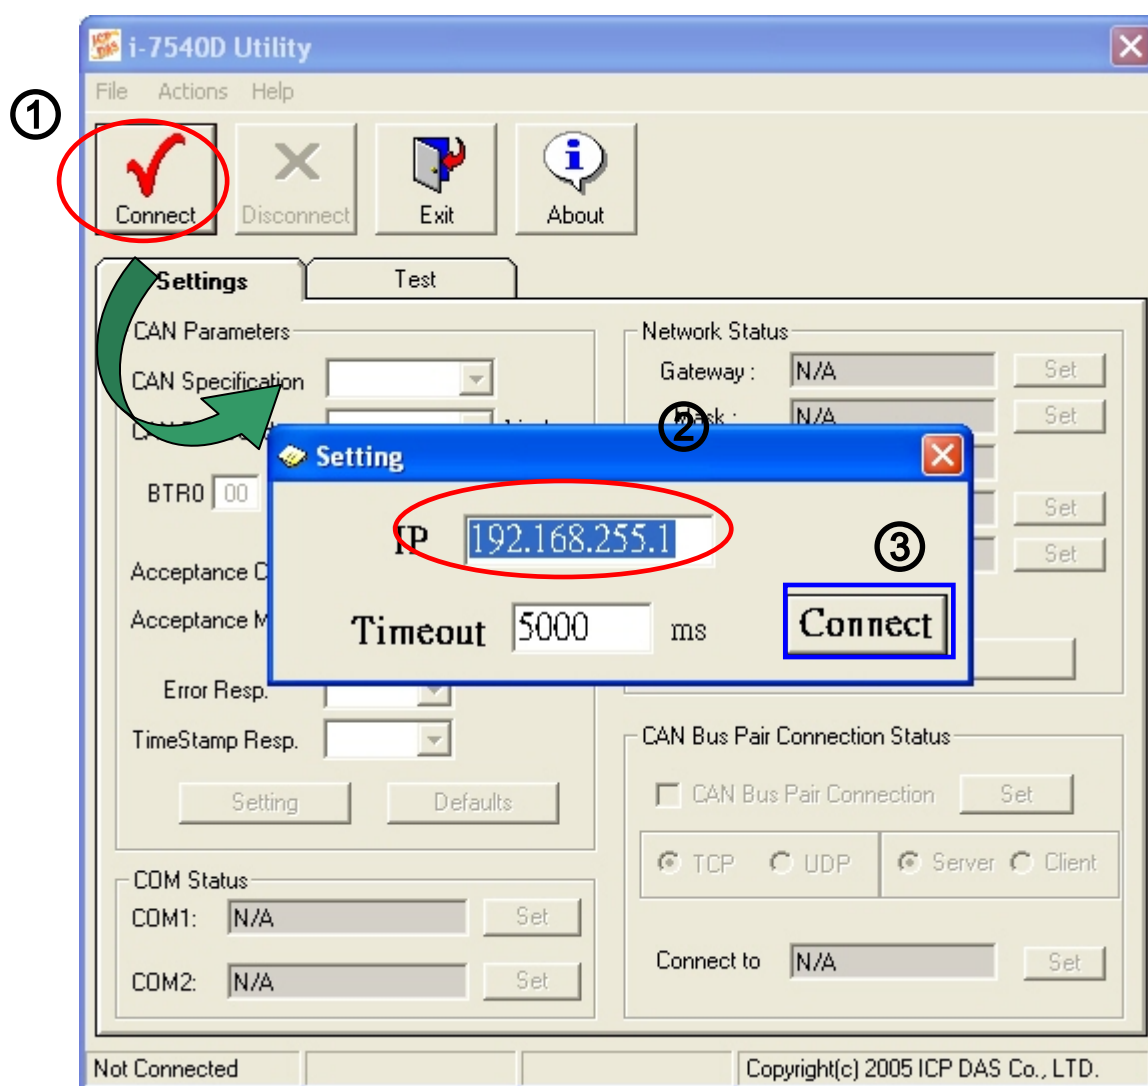 i-7540D Utility
File Actions Help
①
Connect Disconnect Exit About
Settings Test
CAN Parameters
CAN Specification
BTR0 00
Acceptance C
Acceptance M
Error Resp.
TimeStamp Resp.
Setting Defaults
COM Status
COM1: N/A Set
COM2: N/A Set
Network Status
Gateway : N/A Set
Mask : N/A Set
Set
Set
②
Setting
IP 192.168.255.1
③
Timeout 5000 ms Connect
CAN Bus Pair Connection Status
CAN Bus Pair Connection Set
TCP UDP Server Client
Connect to N/A Set
Not Connected Copyright(c) 2005 ICP DAS Co., LTD.